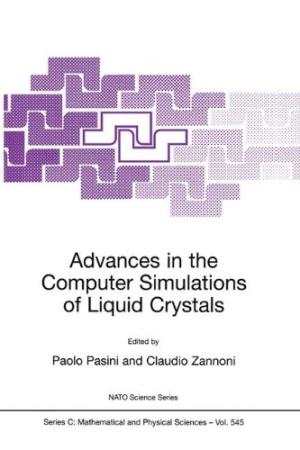 Advances in the
Computer Simulations
of Liquid Crystals
Edited by
Paolo Pasini and Claudio Zannoni
NATO Science Series
Series C: Mathematical and Physical Sciences – Vol. 545